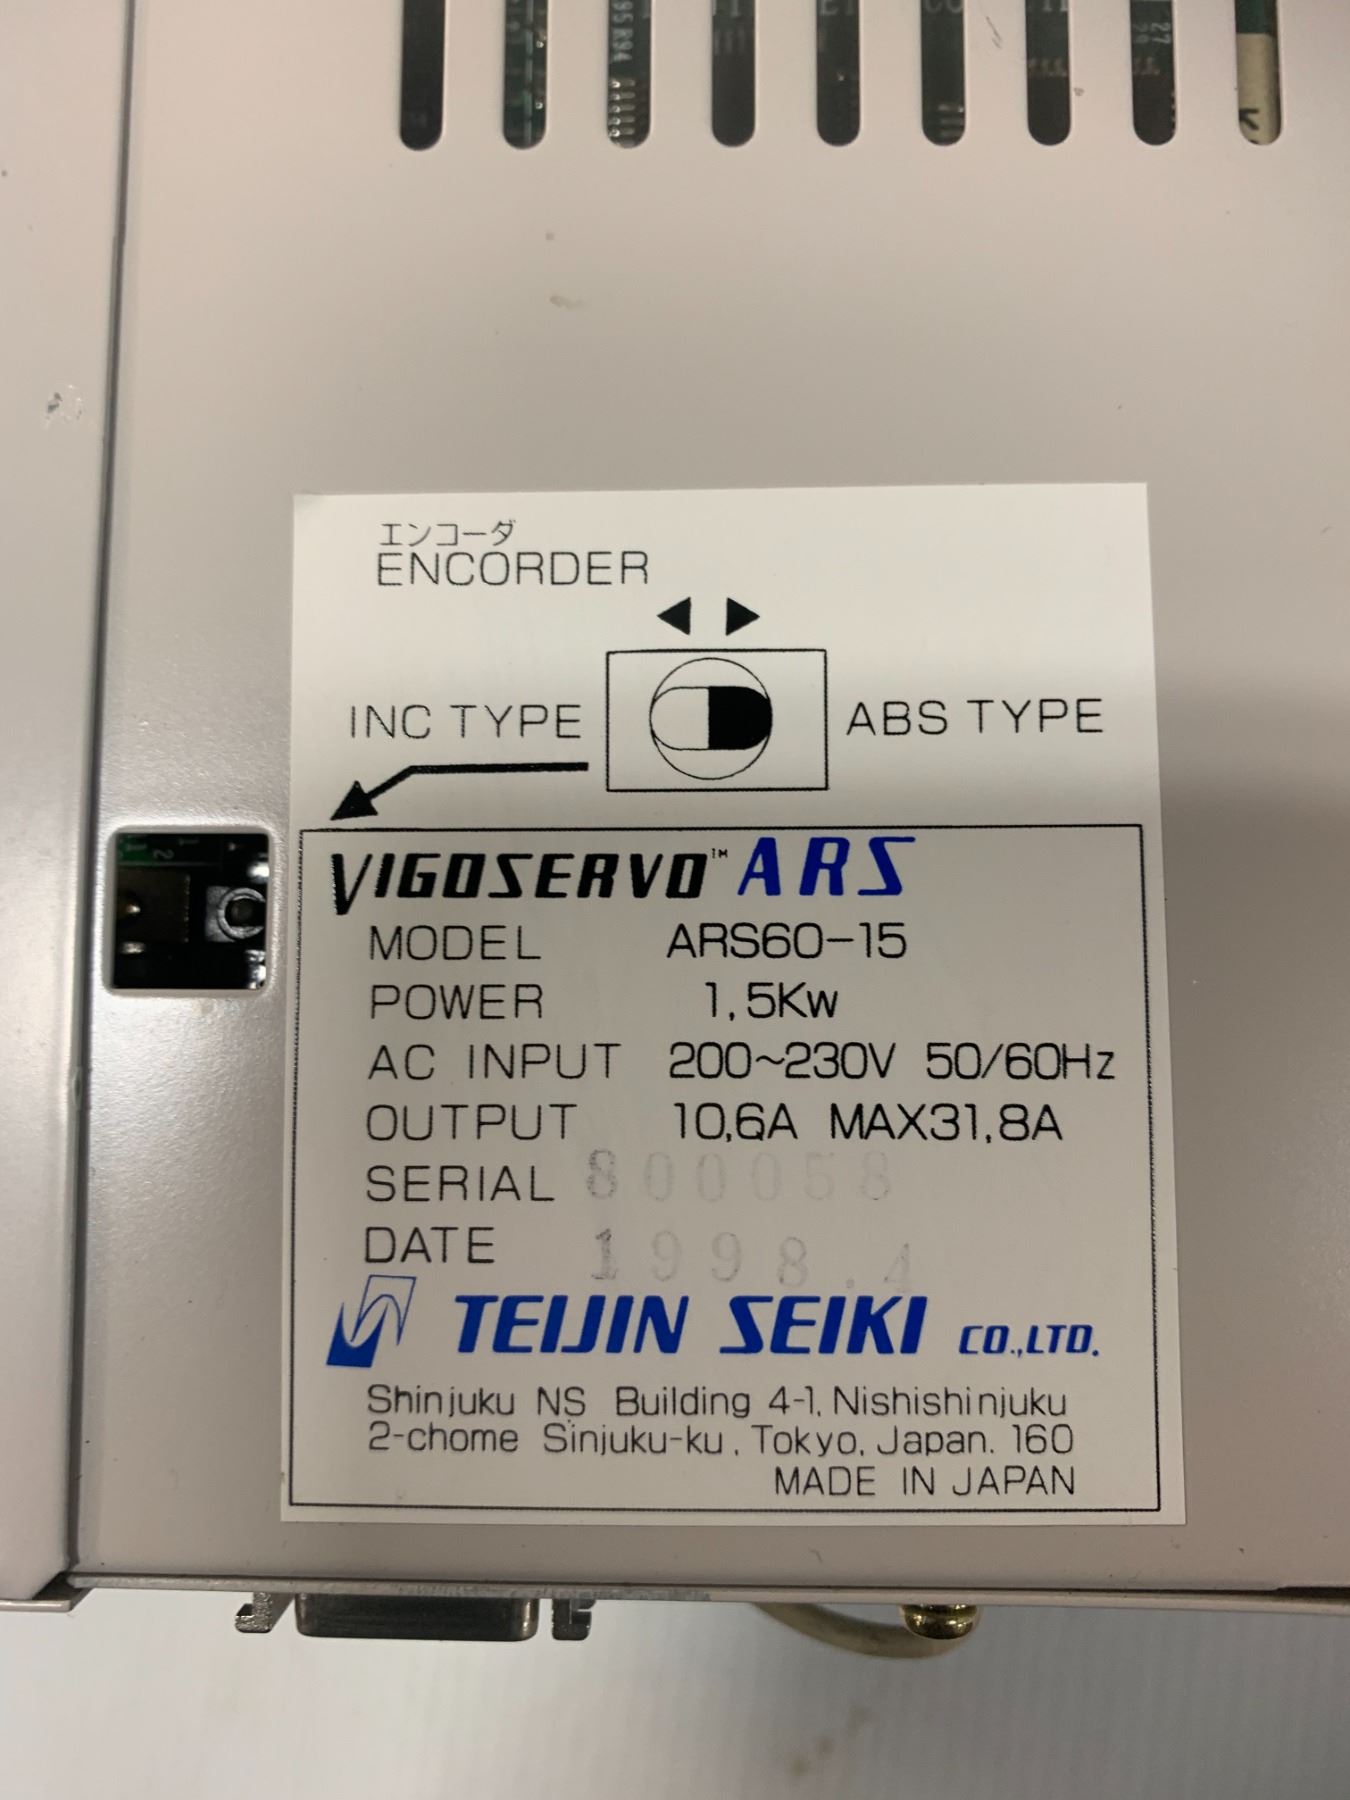 エンコーダ
ENCORDER
INC TYPE ABS TYPE
VIGOSERVO™ ARS
MODEL ARS60-15
POWER 1,5Kw
AC INPUT 200~230V 50/60Hz
OUTPUT 10,6A MAX31,8A
SERIAL 800058
DATE 1998.4
TEIJIN SEIKI CO.,LTD.
Shinjuku NS Building 4-1, Nishishinjuku
2-chome Sinjuku-ku, Tokyo, Japan. 160
MADE IN JAPAN